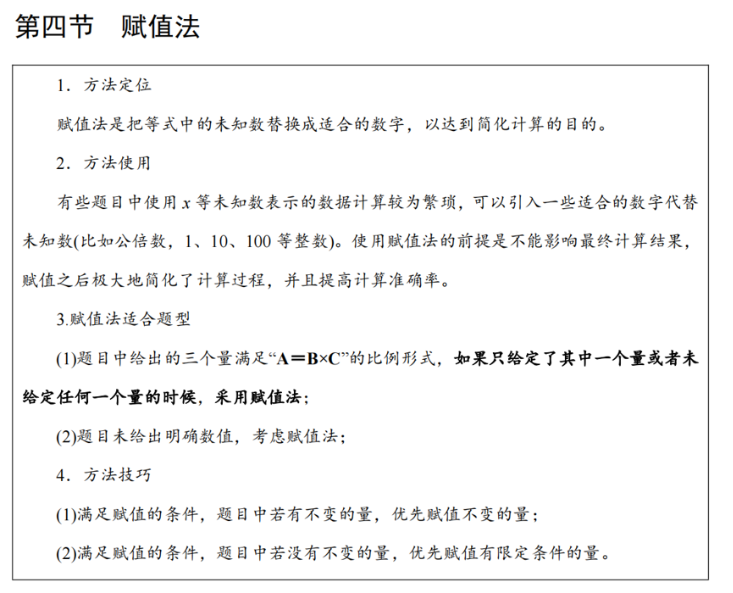 第四节　赋值法
1．方法定位
赋值法是把等式中的未知数替换成适合的数字，以达到简化计算的目的。
2．方法使用
有些题目中使用 x 等未知数表示的数据计算较为繁琐，可以引入一些适合的数字代替
未知数(比如公倍数，1、10、100 等整数)。使用赋值法的前提是不能影响最终计算结果，
赋值之后极大地简化了计算过程，并且提高计算准确率。
3.赋值法适合题型
(1)题目中给出的三个量满足“A＝B×C”的比例形式，如果只给定了其中一个量或者未
给定任何一个量的时候，采用赋值法；
(2)题目未给出明确数值，考虑赋值法；
4．方法技巧
(1)满足赋值的条件，题目中若有不变的量，优先赋值不变的量；
(2)满足赋值的条件，题目中若没有不变的量，优先赋值有限定条件的量。